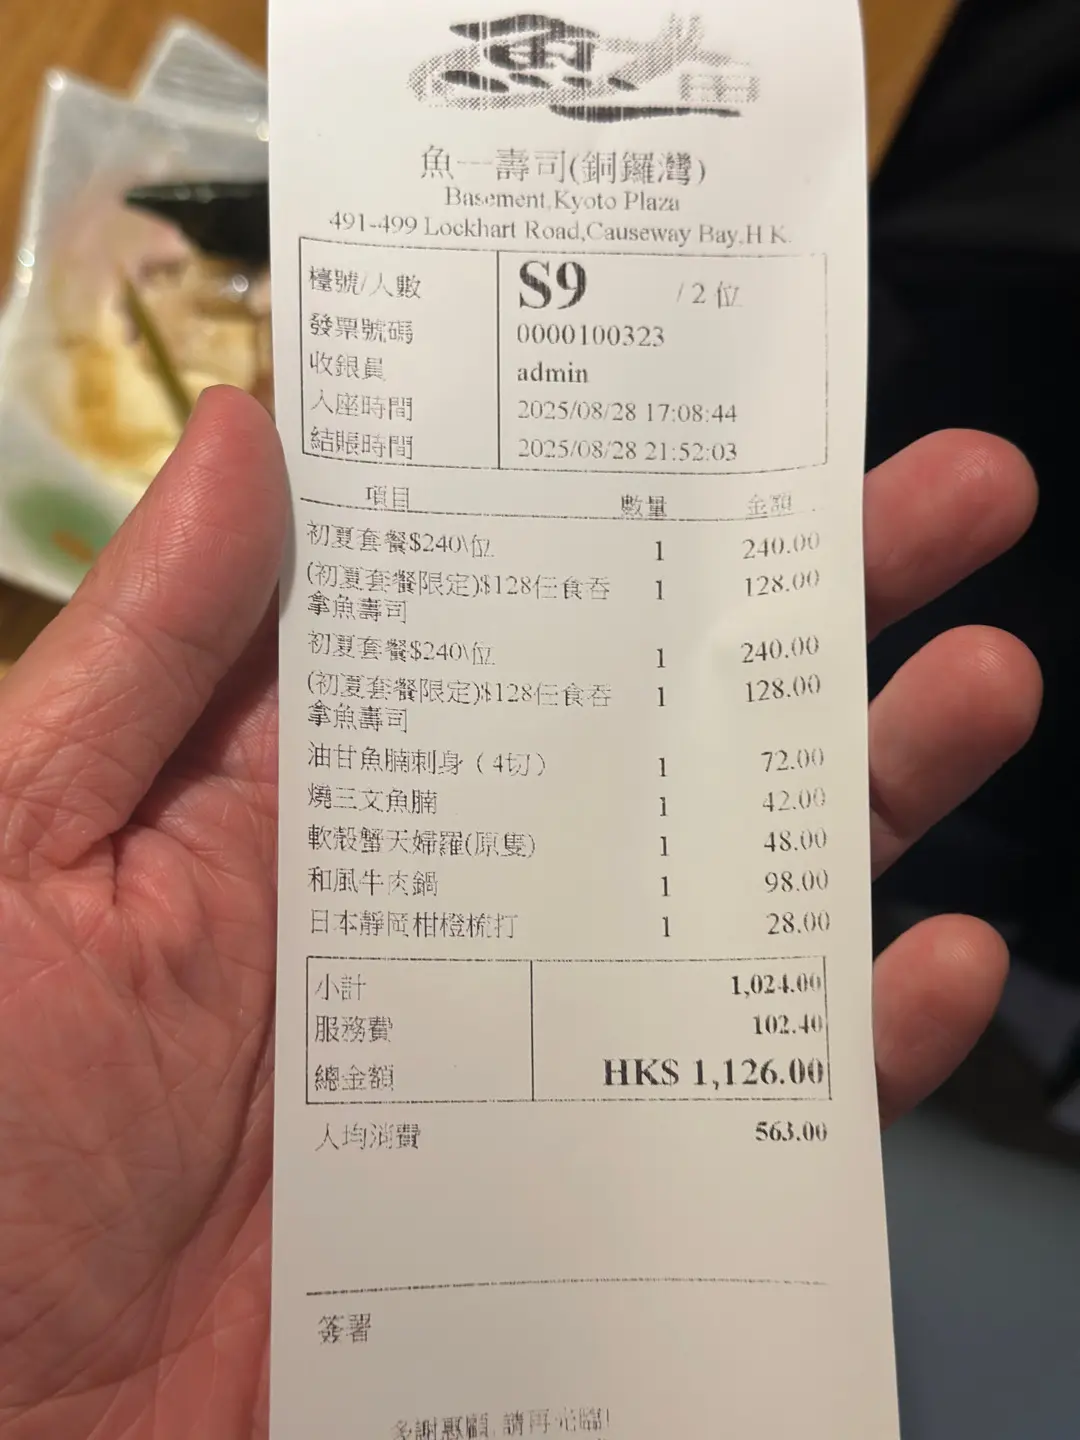 魚一壽司(銅鑼灣)
Basement,Kyoto Plaza
491-499 Lockhart Road,Causeway Bay,H K.
檯號/人數 S9 / 2 位
發票號碼 0000100323
收銀員 admin
入座時間 2025/08/28 17:08:44
結賬時間 2025/08/28 21:52:03
項目 數量 金額
初夏套餐$240\位 1 240.00
(初夏套餐限定)$128任食吞 1 128.00
拿魚壽司
初夏套餐$240\位 1 240.00
(初夏套餐限定)$128任食吞 1 128.00
拿魚壽司
油甘魚腩刺身（4切） 1 72.00
燒三文魚腩 1 42.00
軟殼蟹天婦羅(原隻) 1 48.00
和風牛肉鍋 1 98.00
日本靜岡柑橙梳打 1 28.00
小計 1,024.00
服務費 102.40
總金額 HK$ 1,126.00
人均消費 563.00
簽署
多謝惠顧,請再光臨!